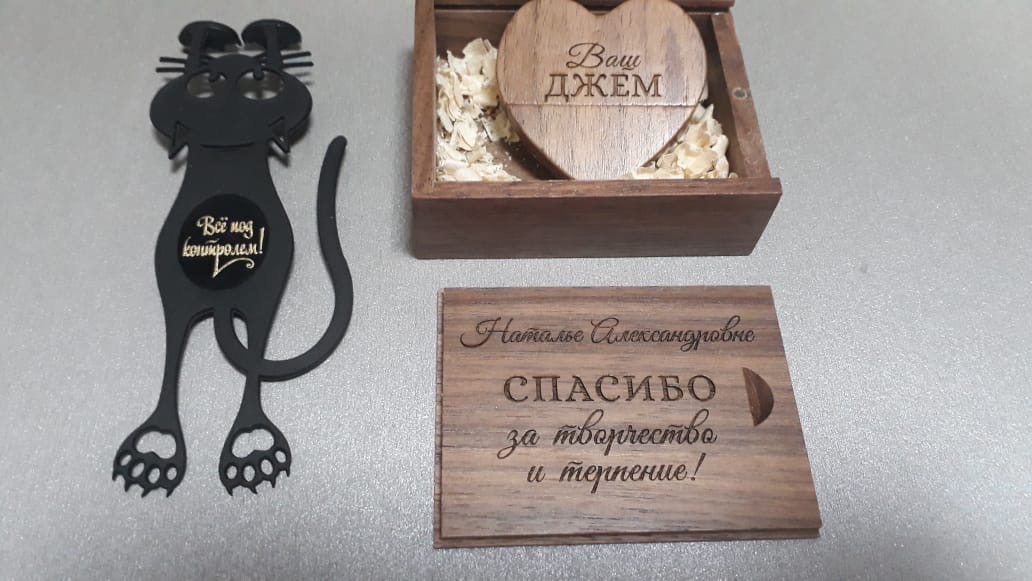 Всё под
контролем!
Ваш
ДЖЕМ
Наталье Александровне
СПАСИБО
за творчество
и терпение!